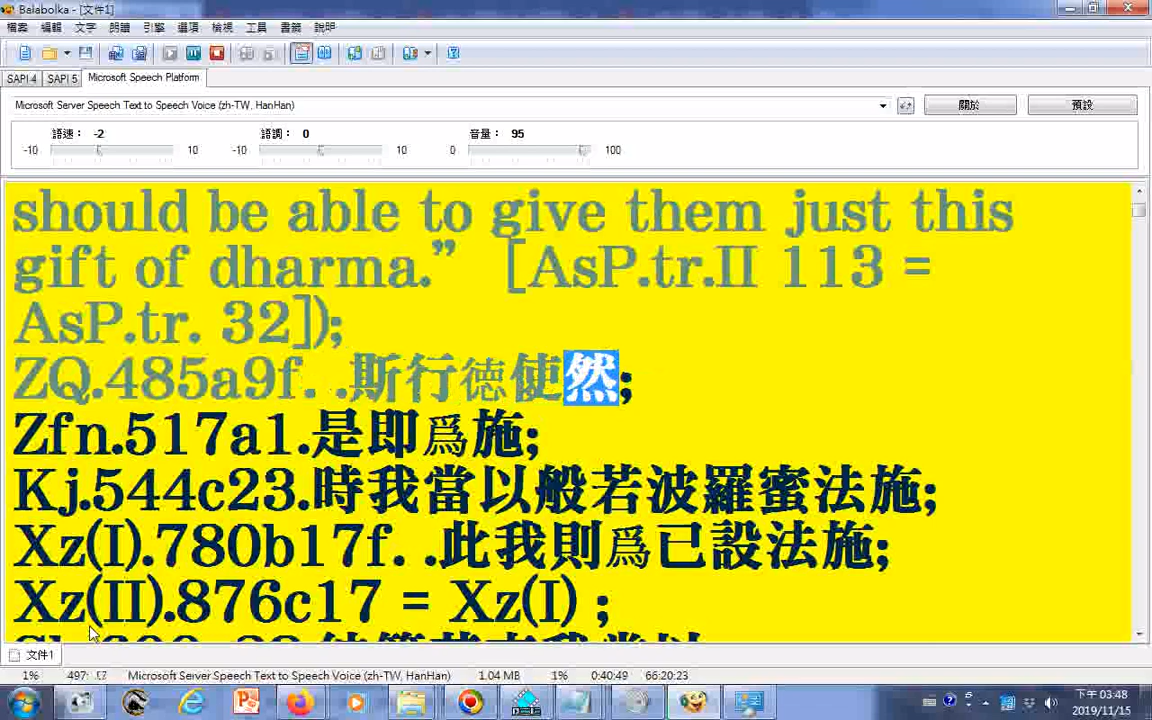 Balabolka - [文件1]
檔案 編輯 文字 朗讀 引擎 選項 檢視 工具 書籤 說明
SAPI 4 SAPI 5 Microsoft Speech Platform
Microsoft Server Speech Text to Speech Voice (zh-TW, HanHan) 關於 預設
語速： -2 語調： 0 音量： 95
-10 10 -10 10 0 100
should be able to give them just this
gift of dharma.” [AsP.tr.II 113 =
AsP.tr. 32]);
ZQ.485a9f. .斯行德使然;
Zfn.517a1.是即爲施;
Kj.544c23.時我當以般若波羅蜜法施;
Xz(I).780b17f. .此我則爲已設法施;
Xz(II).876c17 = Xz(I) ;
文件1
1% 497: Microsoft Server Speech Text to Speech Voice (zh-TW, HanHan) 1.04 MB 1% 0:40:49 66:20:23
下午 03:48
2019/11/15